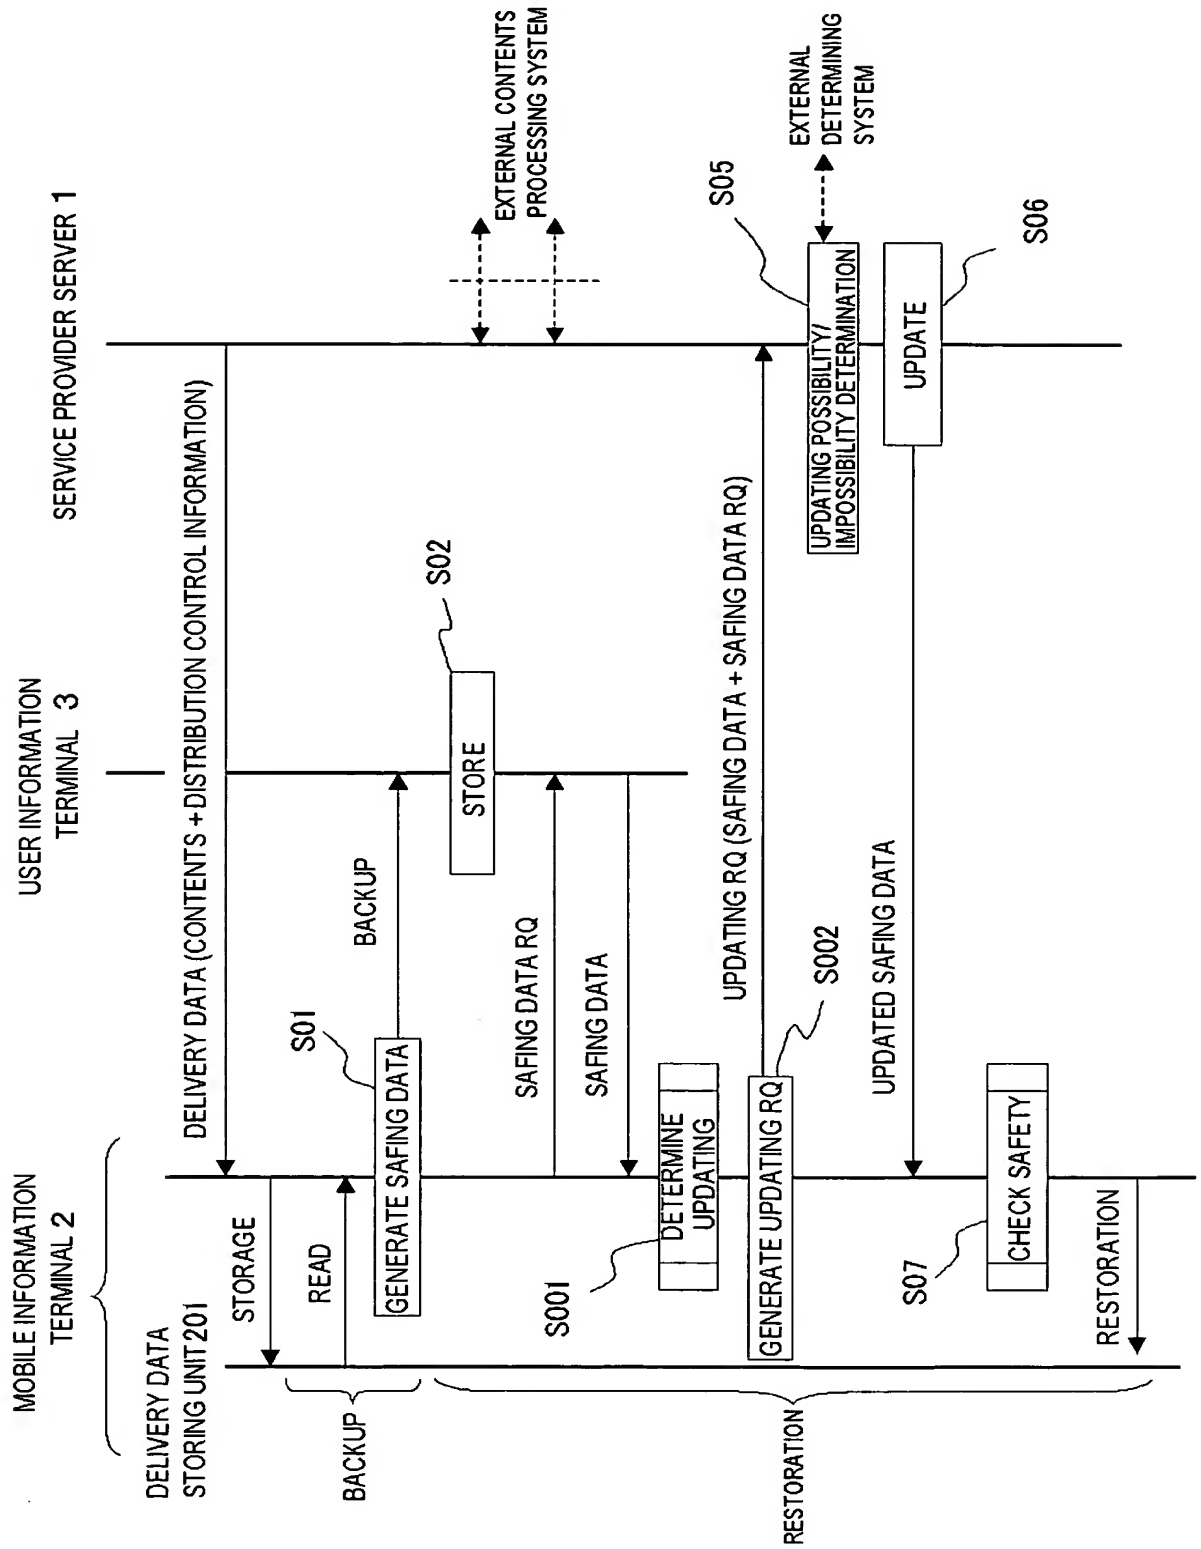 MOBILE INFORMATION
TERMINAL 2
USER INFORMATION
TERMINAL 3
SERVICE PROVIDER SERVER 1
DELIVERY DATA
STORING UNIT 201
DELIVERY DATA (CONTENTS + DISTRIBUTION CONTROL INFORMATION)
STORAGE
READ
S01
GENERATE SAFING DATA
BACKUP
BACKUP
S02
STORE
EXTERNAL CONTENTS
PROCESSING SYSTEM
SAFING DATA RQ
SAFING DATA
S001
DETERMINE
UPDATING
GENERATE UPDATING RQ
S002
UPDATING RQ (SAFING DATA + SAFING DATA RQ)
S05
UPDATING POSSIBILITY/
IMPOSSIBILITY DETERMINATION
EXTERNAL
DETERMINING
SYSTEM
UPDATE
S06
UPDATED SAFING DATA
S07
CHECK SAFETY
RESTORATION
RESTORATION